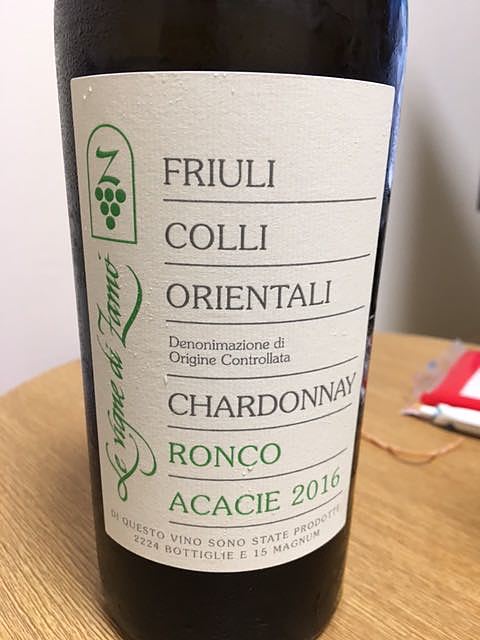 Le Vigne di Zamò
FRIULI
COLLI
ORIENTALI
Denominazione di
Origine Controllata
CHARDONNAY
RONCO
ACACIE 2016
DI QUESTO VINO SONO STATE PRODOTTE
2224 BOTTIGLIE E 15 MAGNUM